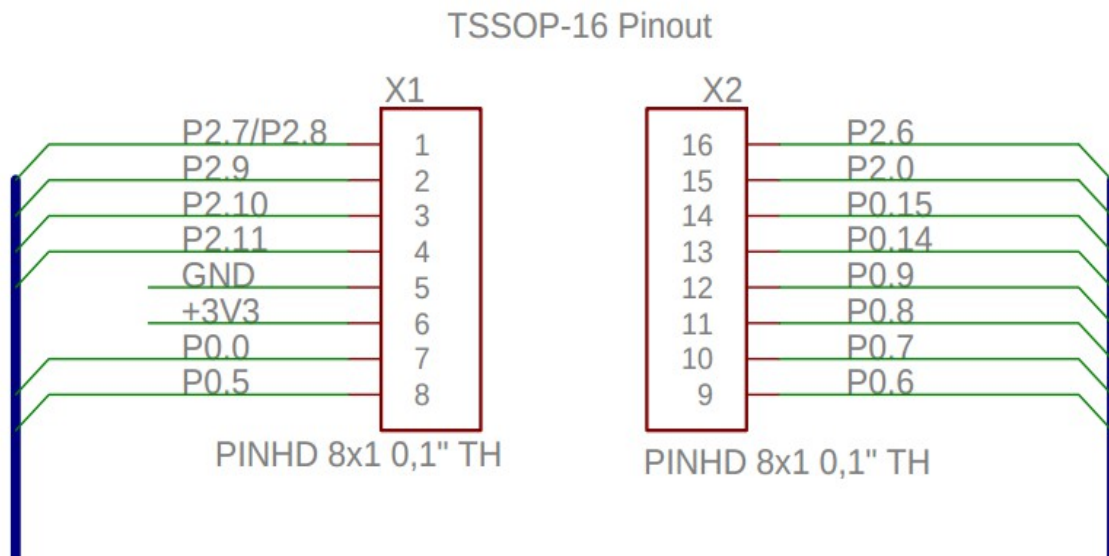 TSSOP-16 Pinout
X1
P2.7/P2.8 1
P2.9 2
P2.10 3
P2.11 4
GND 5
+3V3 6
P0.0 7
P0.5 8
PINHD 8x1 0,1" TH
X2
16 P2.6
15 P2.0
14 P0.15
13 P0.14
12 P0.9
11 P0.8
10 P0.7
9 P0.6
PINHD 8x1 0,1" TH